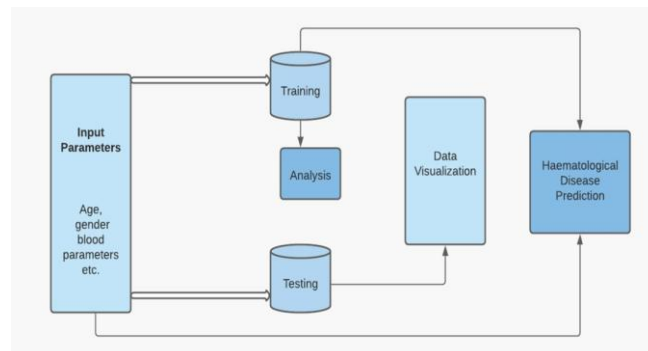 Input
Parameters
Age,
gender
blood
parameters
etc.
Training
Analysis
Testing
Data
Visualization
Haematological
Disease
Prediction